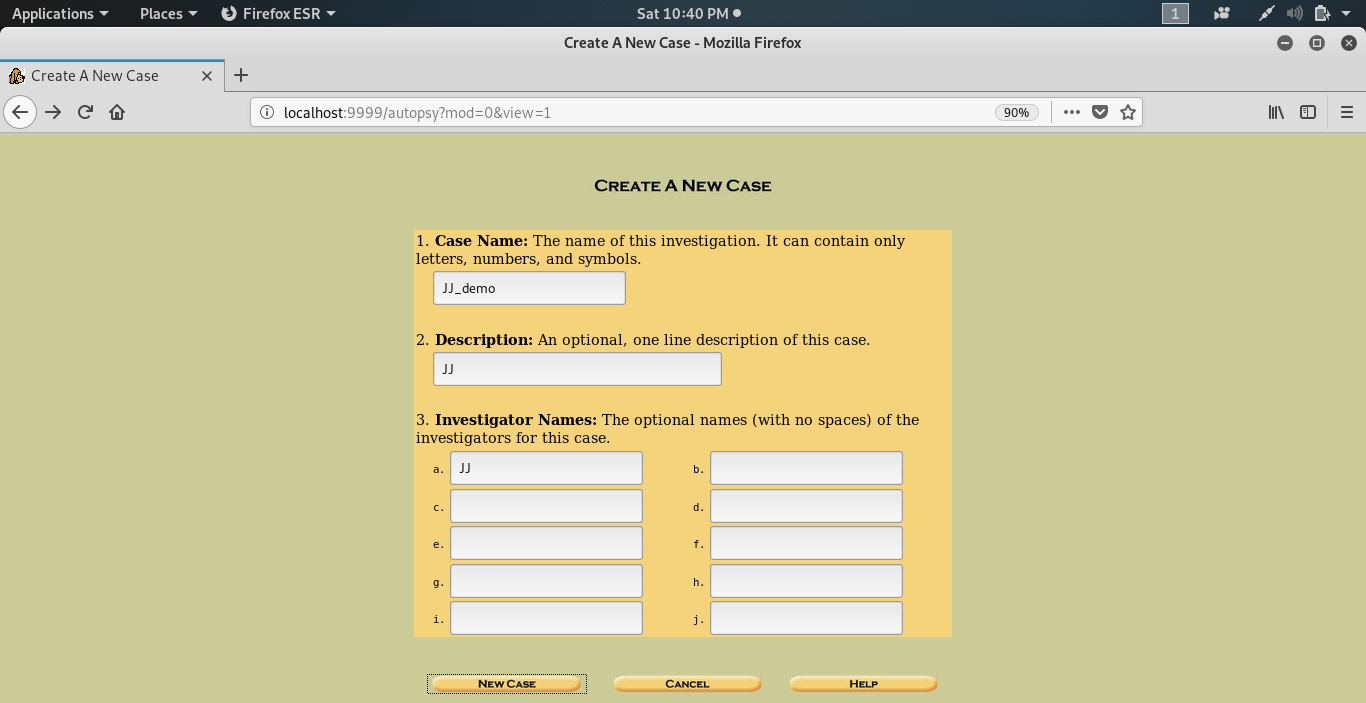 Applications Places Firefox ESR Sat 10:40 PM 1
Create A New Case - Mozilla Firefox
Create A New Case
localhost:9999/autopsy?mod=0&view=1 90%
Create A New Case
1. Case Name: The name of this investigation. It can contain only
letters, numbers, and symbols.
JJ_demo
2. Description: An optional, one line description of this case.
JJ
3. Investigator Names: The optional names (with no spaces) of the
investigators for this case.
a. JJ b.
c. d.
e. f.
g. h.
i. j.
New Case Cancel Help